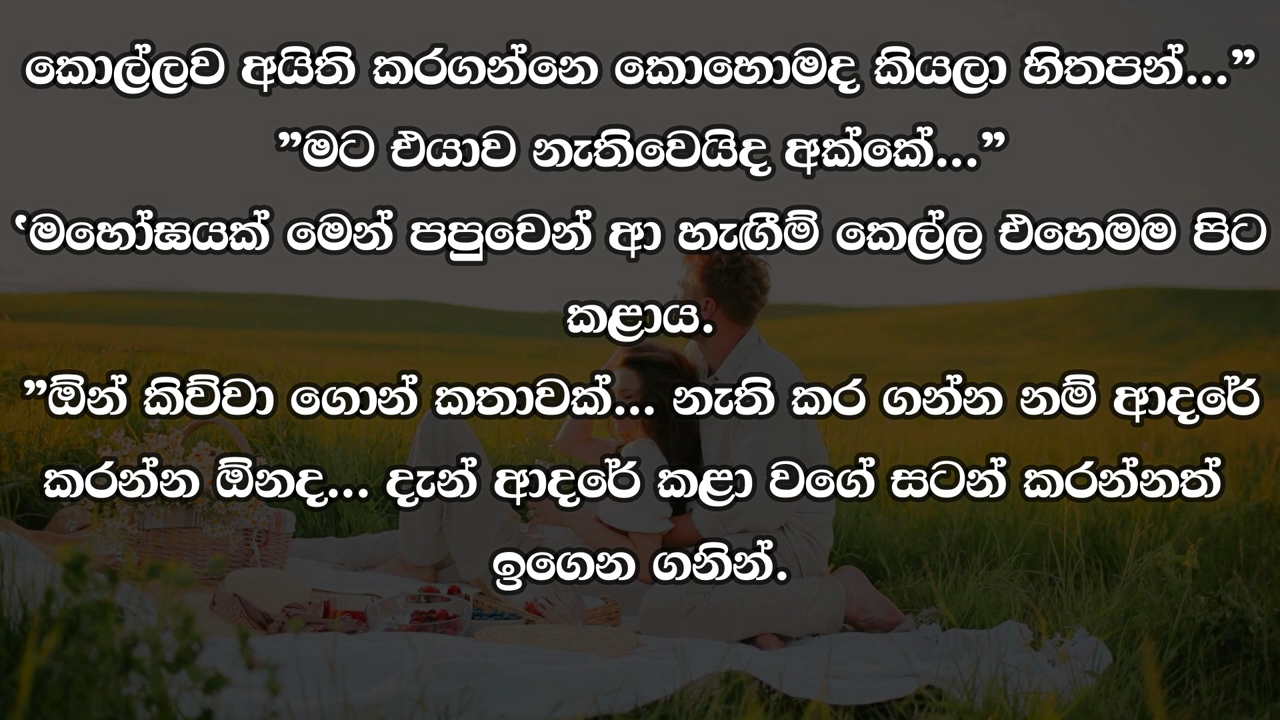 කොල්ලව අයිති කරගන්නෙ කොහොමද කියලා හිතපන්...”
”මට එයාව නැතිවෙයිද අක්කේ...”
‛මහෝඝයක් මෙන් පපුවෙන් ආ හැඟීම් කෙල්ල එහෙමම පිට
කළාය.
”ඕන් කිව්වා ගොන් කතාවක්... නැති කර ගන්න නම් ආදරේ
කරන්න ඕනද... දැන් ආදරේ කළා වගේ සටන් කරන්නත්
ඉගෙන ගනින්.